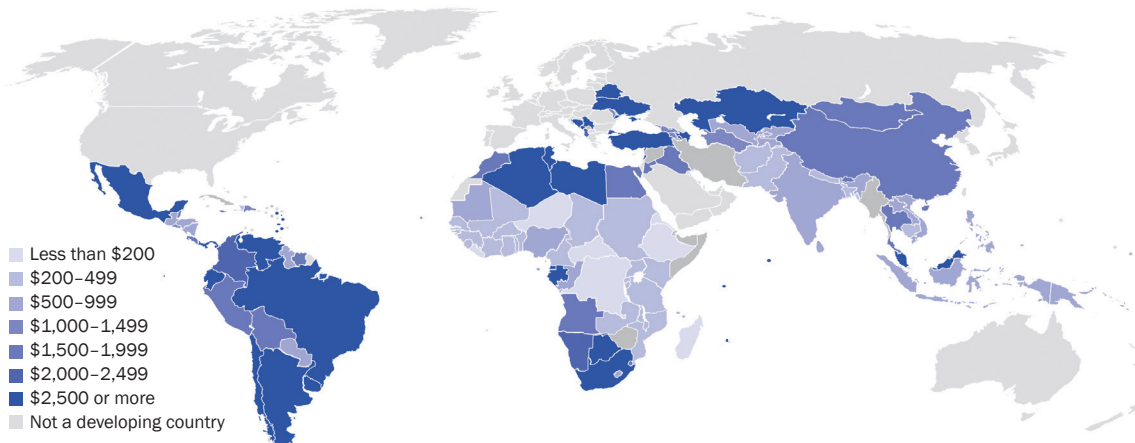 Less than $200
$200–499
$500–999
$1,000–1,499
$1,500–1,999
$2,000–2,499
$2,500 or more
Not a developing country